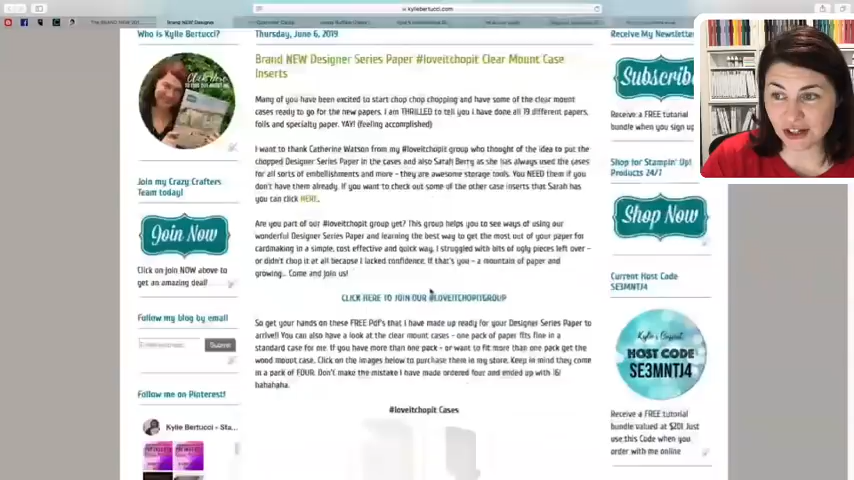 kyliebertucci.com
Brand NEW Designe
Who is Kylie Bertucci?
Click Here
Join my Crazy Crafters
Team today!
Join Now
Click on join NOW above to
get an amazing deal!
Follow my blog by email
Submit
Follow me on Pinterest!
Kylie Bertucci - Sta...
Thursday, June 6, 2019
Brand NEW Designer Series Paper #loveitchopit Clear Mount Case
Inserts
Many of you have been excited to start chop chop chopping and have some of the clear mount
cases ready to go for the new papers. I am THRILLED to tell you I have done all 19 different papers,
foils and specialty paper. YAY! (feeling accomplished)
I want to thank Catherine Watson from my #loveitchopit group who thought of the idea to put the
chopped Designer Series Paper in the cases and also Sarah Berry as she has always used the cases
for all sorts of embellishments and more - they are awesome storage tools. You NEED them if you
don't have them already. If you want to check out some of the other case inserts that Sarah has
you can click HERE.
Are you part of our #loveitchopit group yet? This group helps you to see ways of using our
wonderful Designer Series Paper and learning the best way to get the most out of your paper for
cardmaking in a simple, cost effective and quick way. I struggled with bits of ugly pieces left over -
or didn't chop it at all because I lacked confidence. If that's you - a mountain of paper and
growing... Come and join us!
CLICK HERE TO JOIN OUR #LOVEITCHOPITGROUP
So get your hands on these FREE Pdf's that I have made up ready for your Designer Series Paper to
arrive!! You can also have a look at the clear mount cases - one pack of paper fits fine in a
standard case for me. If you have more than one pack - or want to fit more than one pack get the
wood mount case. Click on the images below to purchase them in my store. Keep in mind they come
in a pack of FOUR. Don't make the mistake I have made ordered four and ended up with 16!
hahahaha.
#loveitchopit Cases
Receive My Newsletter
Subscribe
Receive a FREE tutorial
bundle when you sign up
Shop for Stampin' Up!
Products 24/7
Shop Now
Current Host Code
SE3MNTJ4
Kylie's Current
HOST CODE
SE3MNTJ4
Receive a FREE tutorial
bundle valued at $20! Just
use this Code when you
order with me online